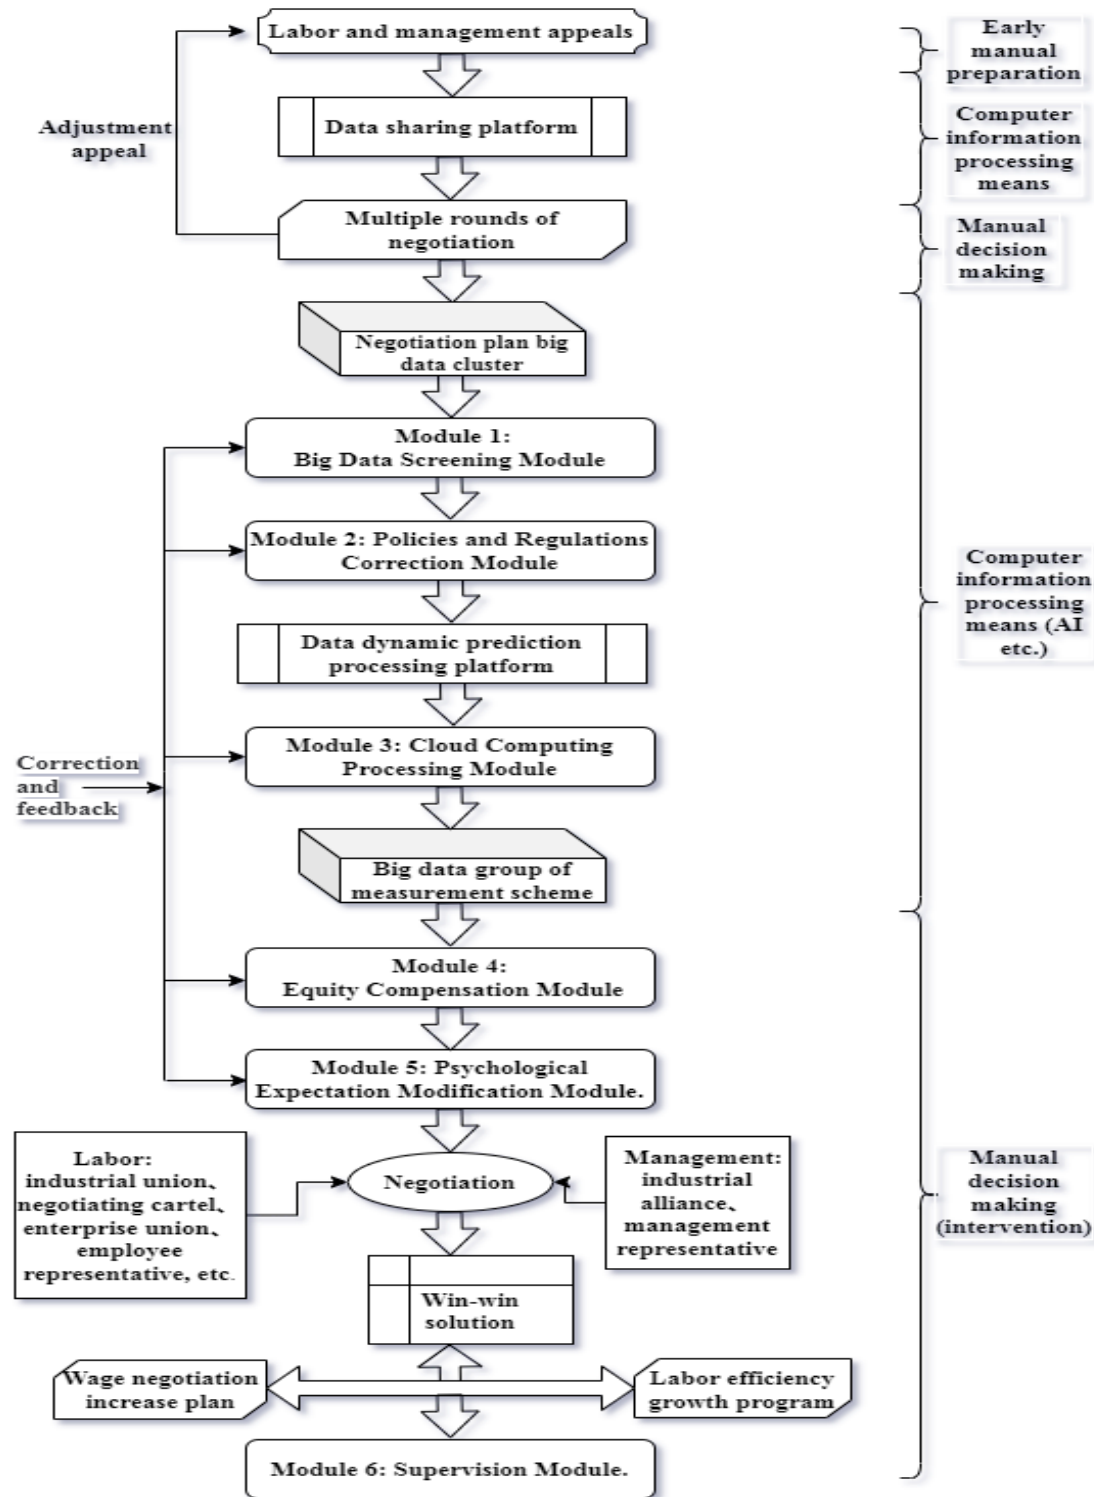 Labor and management appeals
Early
manual
preparation
Adjustment
appeal
Data sharing platform
Computer
information
processing
means
Multiple rounds of
negotiation
Manual
decision
making
Negotiation plan big
data cluster
Module 1:
Big Data Screening Module
Module 2: Policies and Regulations
Correction Module
Computer
information
processing
means (AI
etc.)
Data dynamic prediction
processing platform
Correction
and
feedback
Module 3: Cloud Computing
Processing Module
Big data group of
measurement scheme
Module 4:
Equity Compensation Module
Module 5: Psychological
Expectation Modification Module.
Labor:
industrial union、
negotiating cartel、
enterprise union、
employee
representative, etc.
Negotiation
Management:
industrial
alliance、
management
representative
Manual
decision
making
(intervention)
Win-win
solution
Wage negotiation
increase plan
Labor efficiency
growth program
Module 6: Supervision Module.